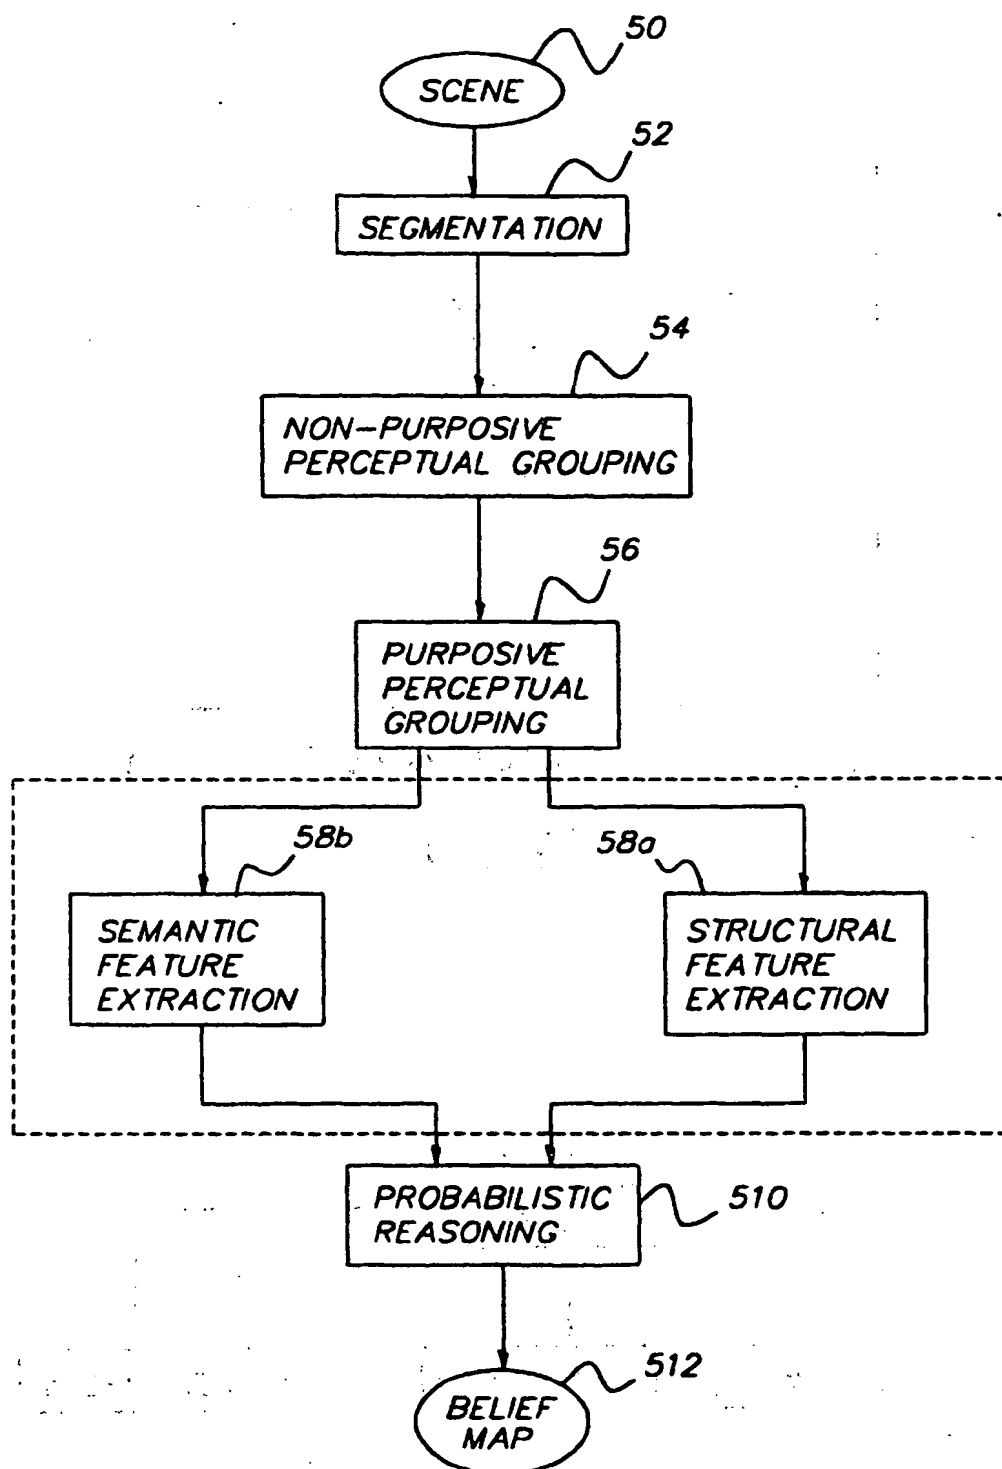 50
SCENE
52
SEGMENTATION
54
NON-PURPOSIVE
PERCEPTUAL GROUPING
56
PURPOSIVE
PERCEPTUAL
GROUPING
58b
58a
SEMANTIC
FEATURE
EXTRACTION
STRUCTURAL
FEATURE
EXTRACTION
PROBABILISTIC
REASONING
510
512
BELIEF
MAP